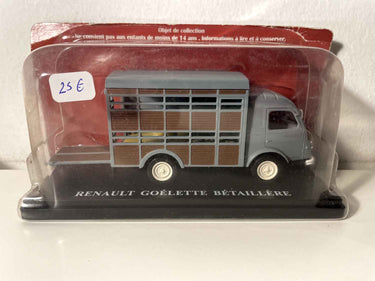 Objet de collection
Ne convient pas aux enfants de moins de 14 ans. Informations à lire et à conserver.
25 €
RENAULT GOÉLETTE BÉTAILLÈRE